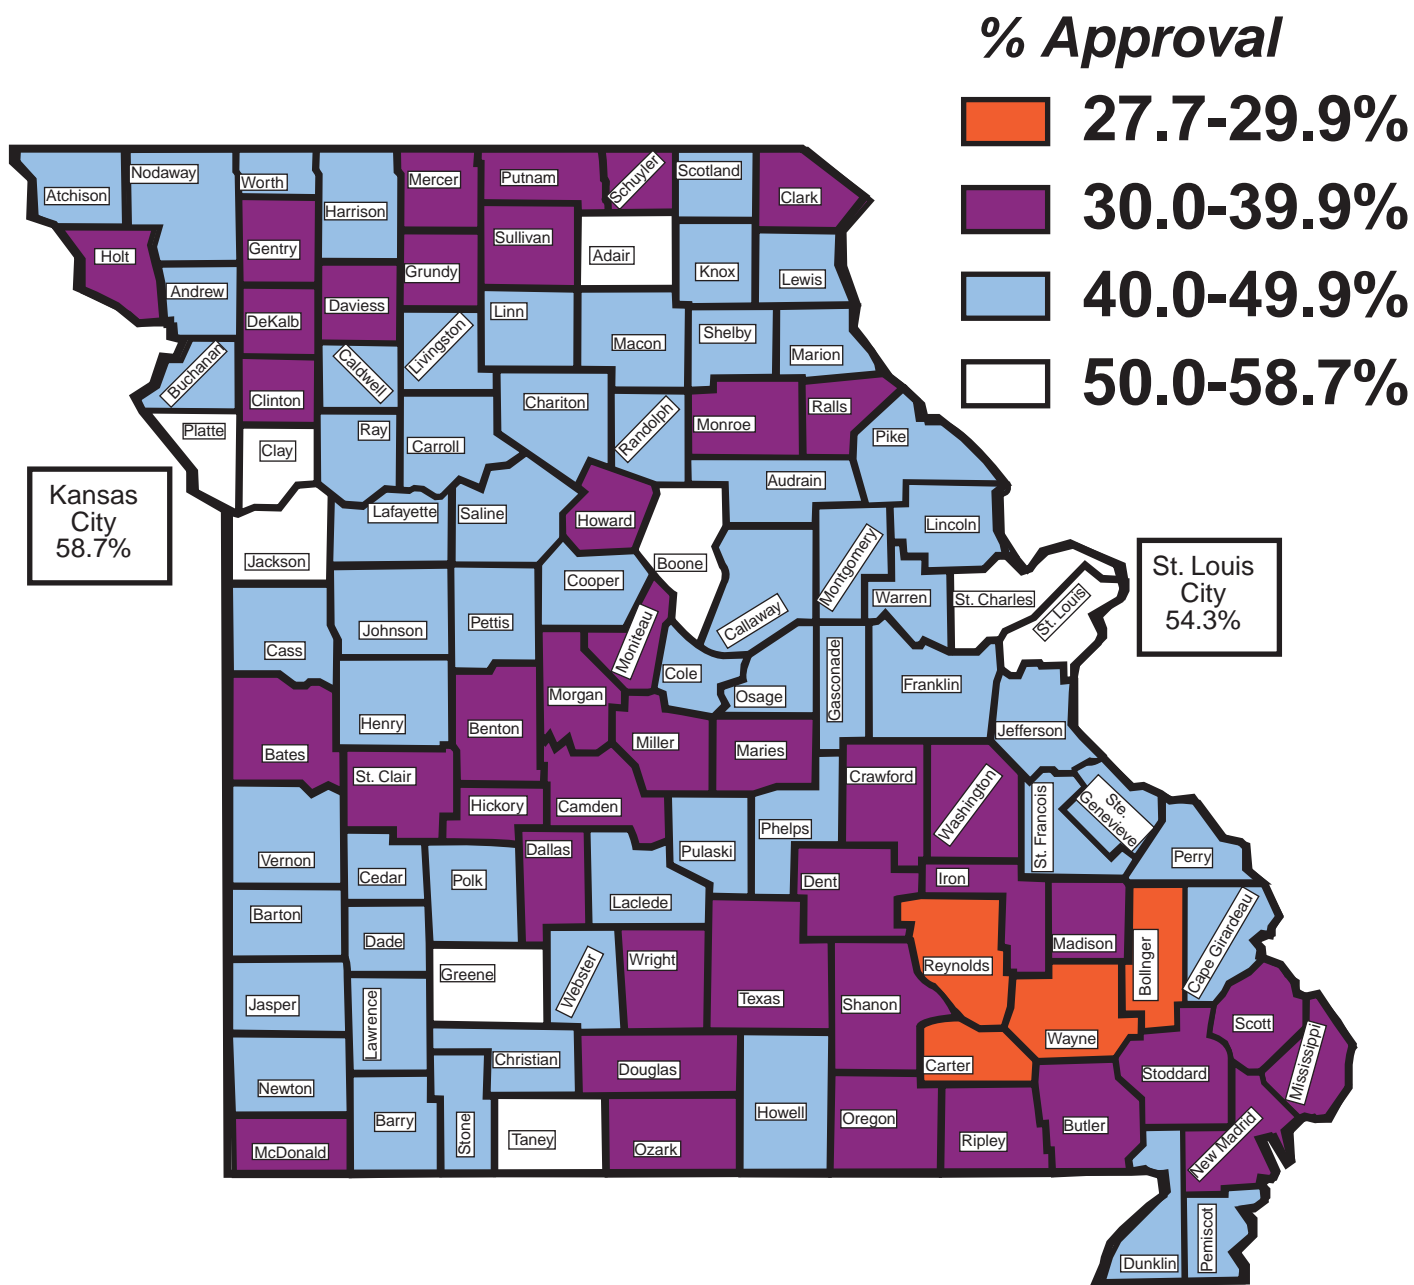 % Approval
27.7-29.9%
30.0-39.9%
40.0-49.9%
50.0-58.7%
Atchison
Nodaway
Worth
Harrison
Mercer
Putnam
Schuyler
Scotland
Clark
Holt
Gentry
Sullivan
Adair
Knox
Lewis
Andrew
DeKalb
Daviess
Grundy
Linn
Macon
Shelby
Marion
Buchanan
Clinton
Caldwell
Livingston
Chariton
Randolph
Monroe
Ralls
Pike
Platte
Clay
Ray
Carroll
Audrain
Kansas
City
58.7%
Lafayette
Saline
Howard
Boone
Lincoln
Jackson
Cooper
Callaway
Montgomery
Warren
St. Charles
St. Louis
St. Louis
City
54.3%
Cass
Johnson
Pettis
Moniteau
Cole
Osage
Gasconade
Franklin
Jefferson
Bates
Henry
Benton
Morgan
Miller
Maries
St. Clair
Hickory
Camden
Crawford
Washington
St. Francois
Ste.
Genevieve
Perry
Vernon
Cedar
Polk
Dallas
Laclede
Pulaski
Phelps
Dent
Iron
Madison
Bolinger
Cape Girardeau
Barton
Dade
Greene
Webster
Wright
Texas
Shanon
Reynolds
Wayne
Jasper
Lawrence
Christian
Douglas
Carter
Stoddard
Scott
Mississippi
Newton
Barry
Stone
Taney
Ozark
Howell
Oregon
Ripley
Butler
New Madrid
McDonald
Dunklin
Pemiscot